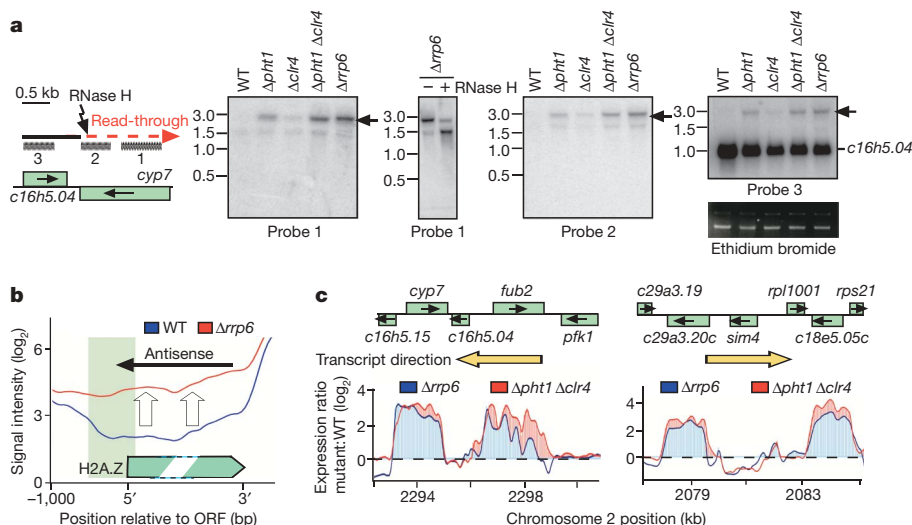 a
0.5 kb
RNase H
Read-through
3
2
1
cyp7
c16h5.04
WT
Δpht1
Δclr4
Δpht1 Δclr4
Δrrp6
3.0
1.5
1.0
0.5
Probe 1
Δrrp6
− + RNase H
3.0
1.5
1.0
0.5
Probe 1
WT
Δpht1
Δclr4
Δpht1 Δclr4
Δrrp6
3.0
1.5
1.0
0.5
Probe 2
WT
Δpht1
Δclr4
Δpht1 Δclr4
Δrrp6
3.0
1.5
1.0
c16h5.04
Probe 3
Ethidium bromide
b
WT Δrrp6
Signal intensity (log2)
6
3
0
Antisense
H2A.Z
−1,000 5′ 3′
Position relative to ORF (bp)
c
cyp7 fub2
c16h5.15 c16h5.04 pfk1
c29a3.19 rpl1001 rps21
c29a3.20c sim4 c18e5.05c
Transcript direction
Expression ratio
mutant:WT (log2)
Δrrp6 Δpht1 Δclr4
4
2
0
2294 2298
Δrrp6 Δpht1 Δclr4
4
2
0
2079 2083
Chromosome 2 position (kb)